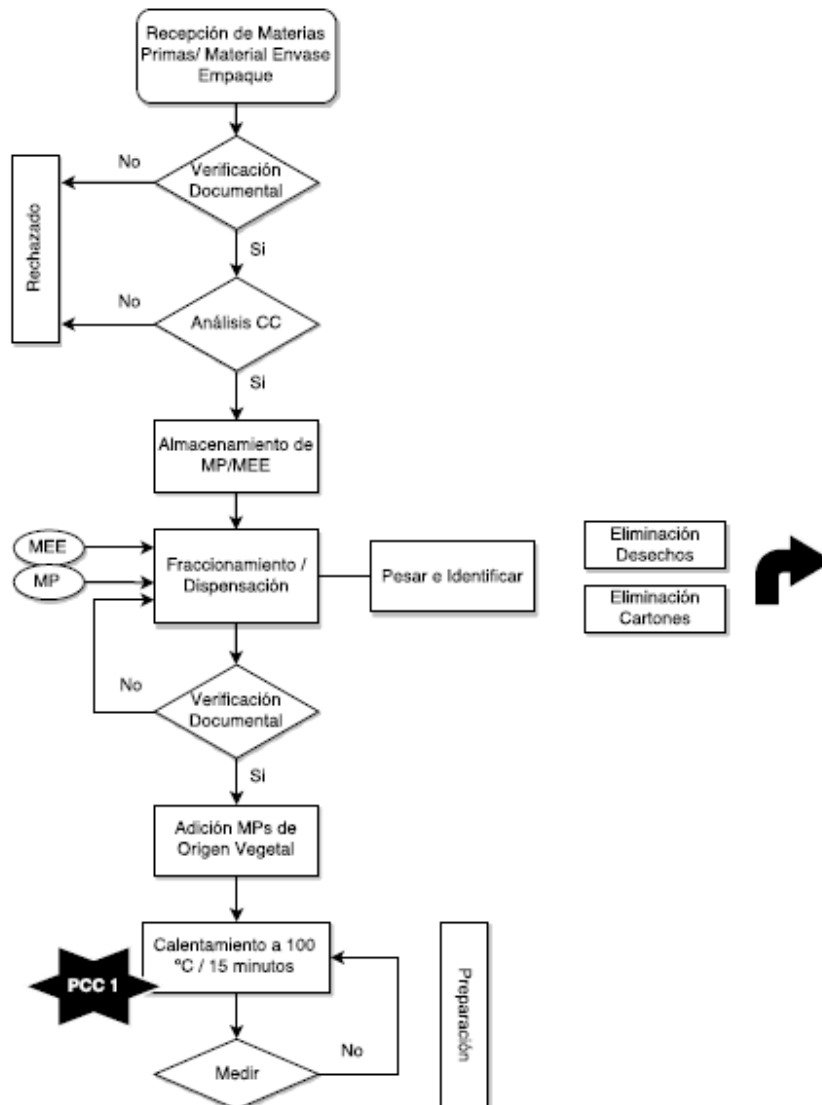 Recepción de Materias
Primas/ Material Envase
Empaque
No
Verificación
Documental
Rechazado
Si
No
Análisis CC
Si
Almacenamiento de
MP/MEE
MEE
MP
Fraccionamiento /
Dispensación
Pesar e Identificar
Eliminación
Desechos
Eliminación
Cartones
No
Verificación
Documental
Si
Adición MPs de
Origen Vegetal
PCC 1
Calentamiento a 100
ºC / 15 minutos
Preparación
No
Medir